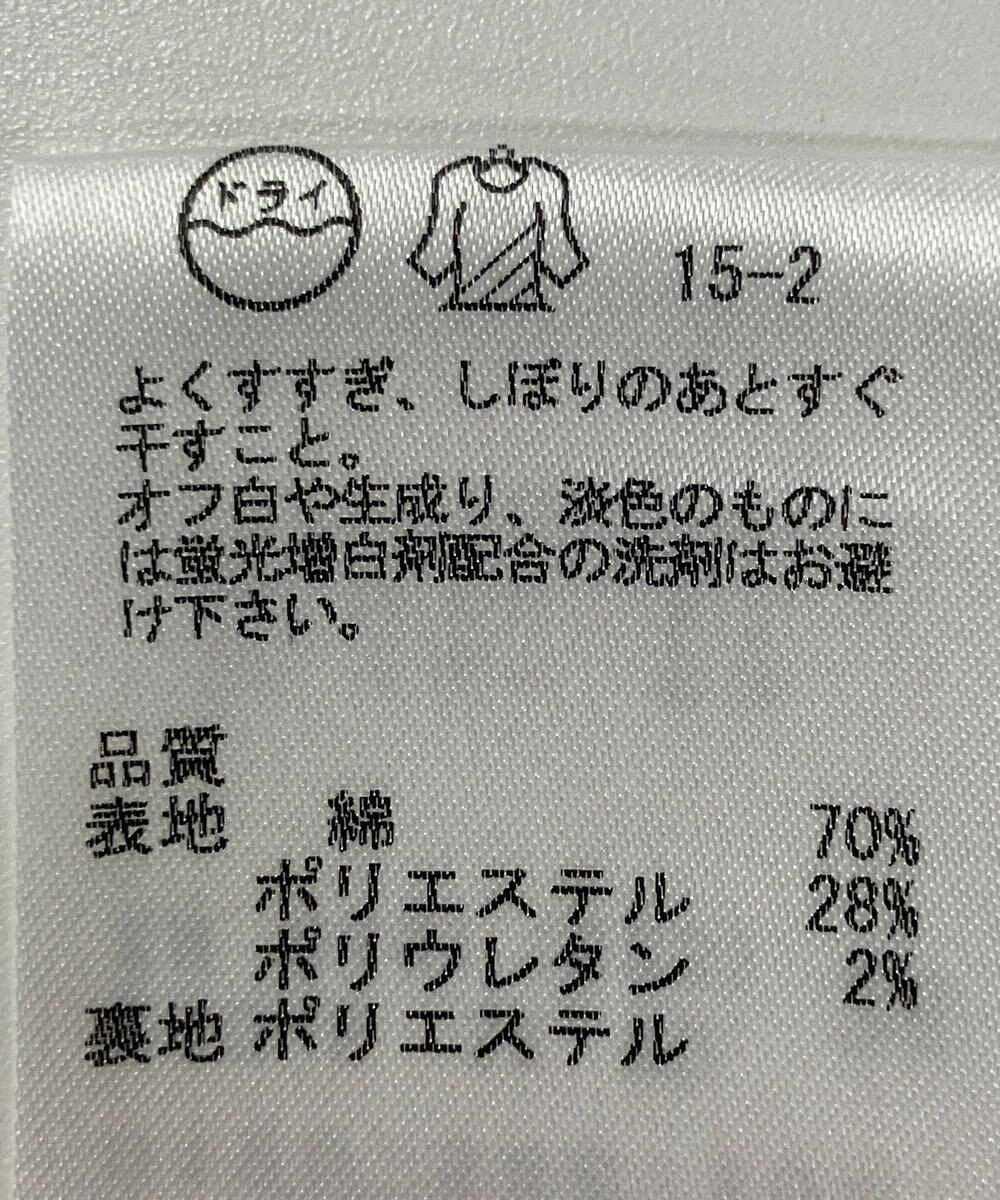 ドライ
15-2
よくすすぎ、しぼりのあとすぐ
干すこと。
オフ白や生成り、淡色のものに
は蛍光増白剤配合の洗剤はお避
け下さい。
品質
表地 綿 70%
ポリエステル 28%
ポリウレタン 2%
裏地 ポリエステル